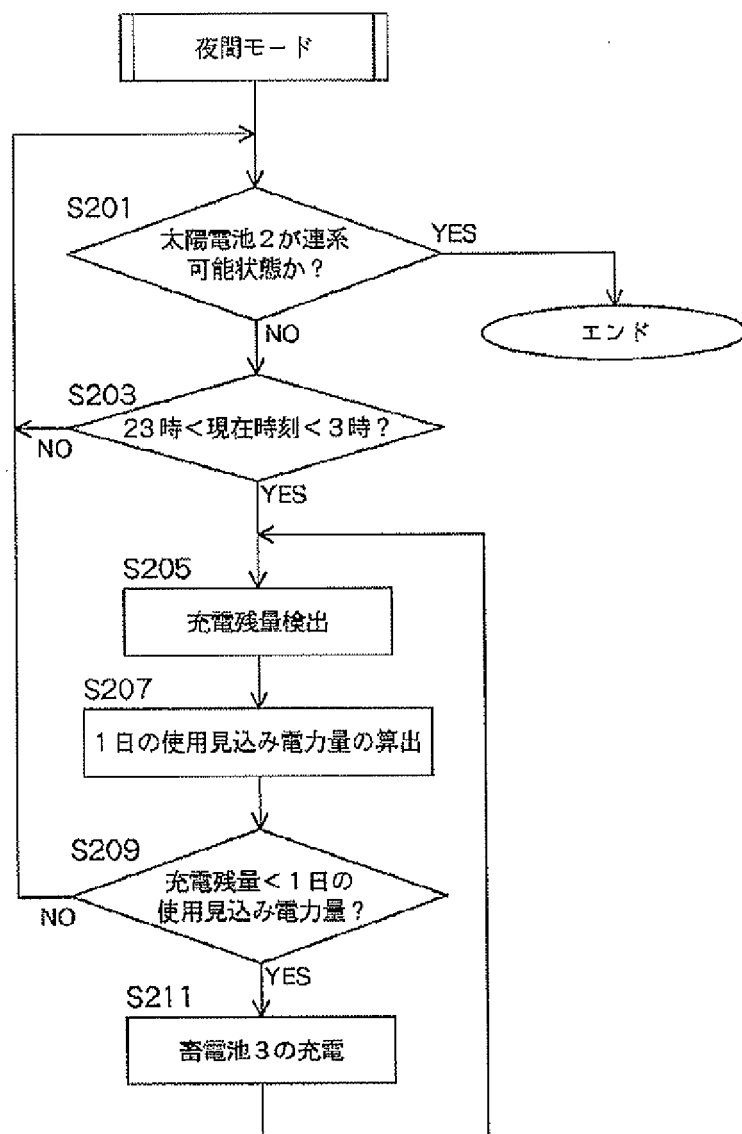 夜間モード
S201
太陽電池2が連系
可能状態か?
YES
エンド
NO
S203
23時<現在時刻<3時?
NO
YES
S205
充電残量検出
S207
1日の使用見込み電力量の算出
S209
充電残量<1日の
使用見込み電力量?
NO
YES
S211
畜電池3の充電